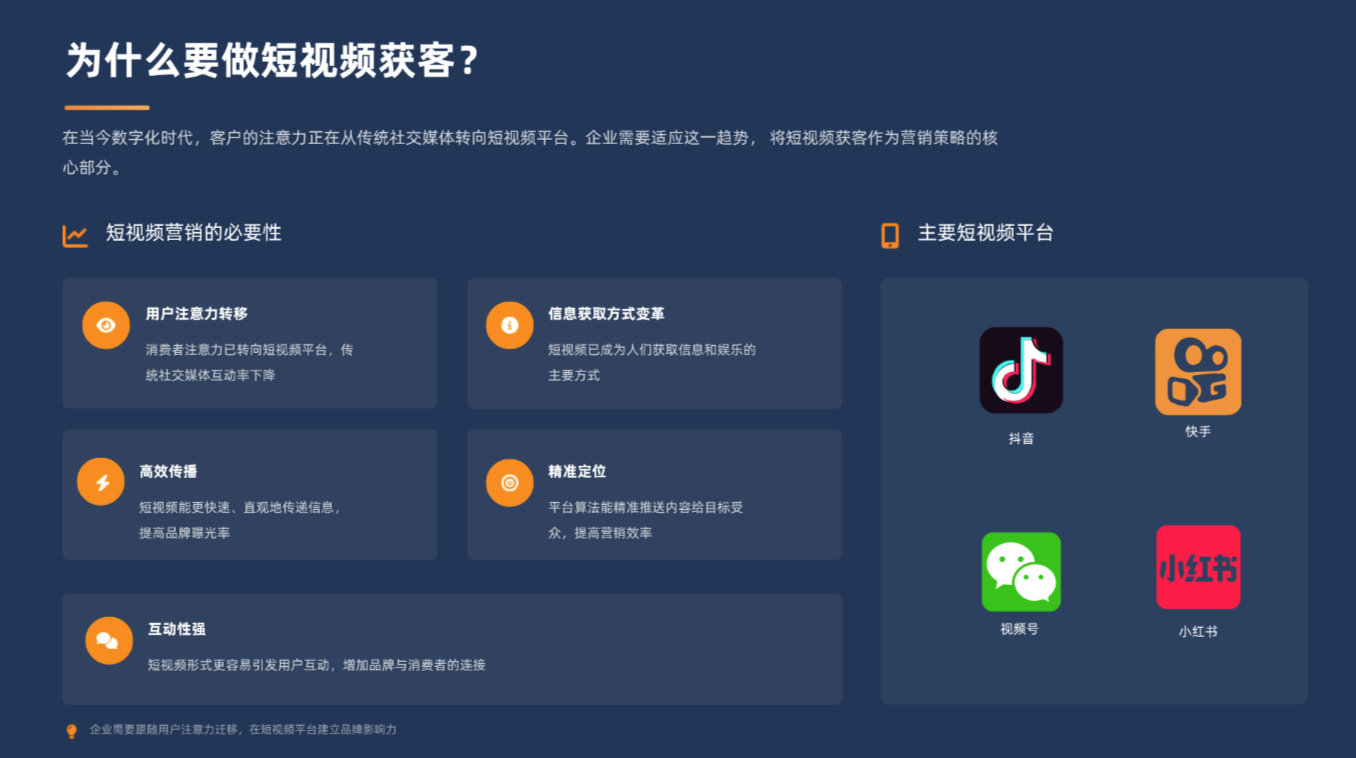 为什么要做短视频获客?
在当今数字化时代，客户的注意力正在从传统社交媒体转向短视频平台。企业需要适应这一趋势， 将短视频获客作为营销策略的核
心部分。
短视频营销的必要性
用户注意力转移
消费者注意力已转向短视频平台，传
统社交媒体互动率下降
信息获取方式变革
短视频已成为人们获取信息和娱乐的
主要方式
高效传播
短视频能更快速、直观地传递信息，
提高品牌曝光率
精准定位
平台算法能精准推送内容给目标受
众，提高营销效率
互动性强
短视频形式更容易引发用户互动，增加品牌与消费者的连接
企业需要跟随用户注意力迁移，在短视频平台建立品牌影响力
主要短视频平台
抖音
快手
视频号
小红书
小红书